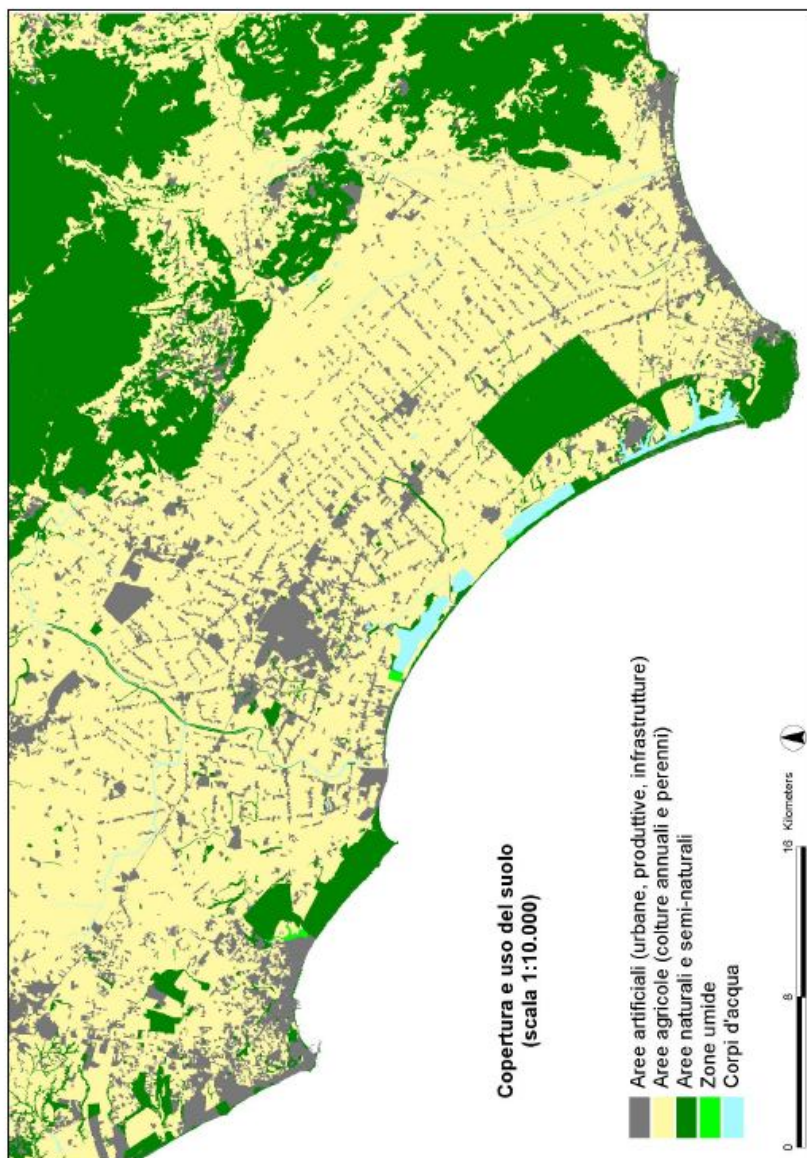 Copertura e uso del suolo
(scala 1:10.000)
Aree artificiali (urbane, produttive, infrastrutture)
Aree agricole (colture annuali e perenni)
Aree naturali e semi-naturali
Zone umide
Corpi d'acqua
0 8 16 Kilometers